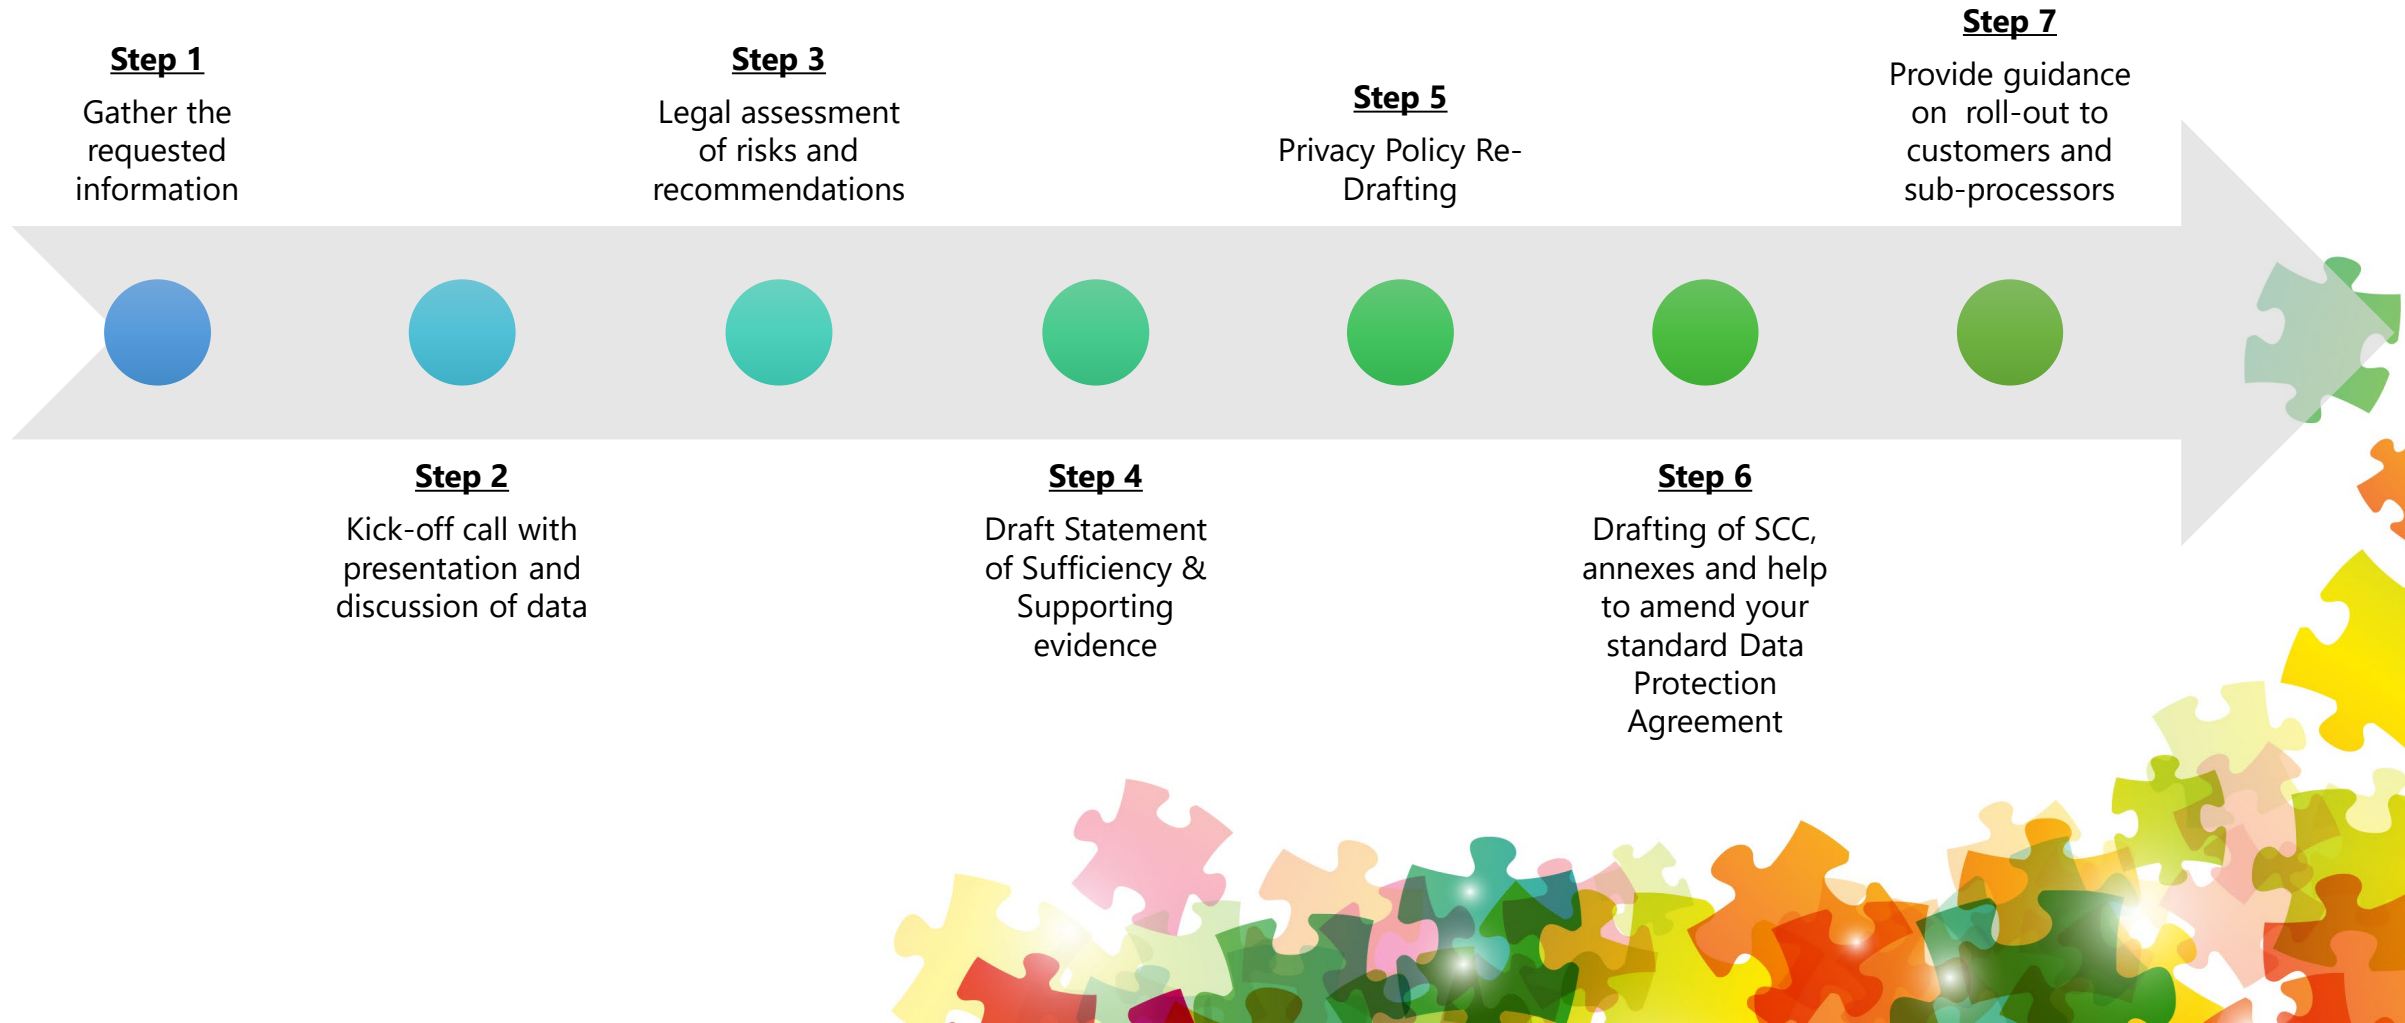 Step 1
Gather the
requested
information
Step 2
Kick-off call with
presentation and
discussion of data
Step 3
Legal assessment
of risks and
recommendations
Step 4
Draft Statement
of Sufficiency &
Supporting
evidence
Step 5
Privacy Policy Re-
Drafting
Step 6
Drafting of SCC,
annexes and help
to amend your
standard Data
Protection
Agreement
Step 7
Provide guidance
on roll-out to
customers and
sub-processors